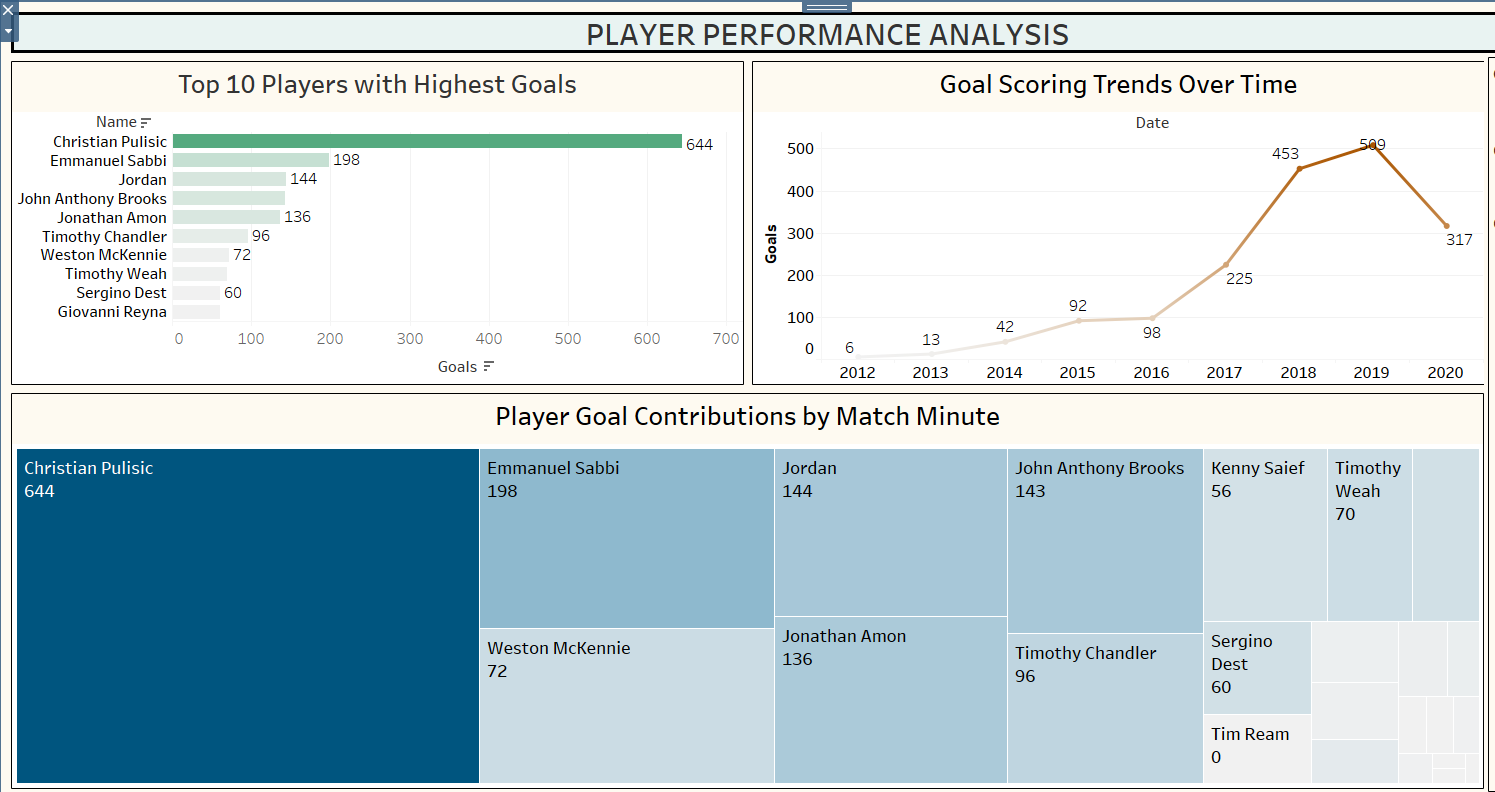 PLAYER PERFORMANCE ANALYSIS
Top 10 Players with Highest Goals
Name
Christian Pulisic 644
Emmanuel Sabbi 198
Jordan 144
John Anthony Brooks
Jonathan Amon 136
Timothy Chandler 96
Weston McKennie 72
Timothy Weah
Sergino Dest 60
Giovanni Reyna
0 100 200 300 400 500 600 700
Goals
Goal Scoring Trends Over Time
Date
Goals
500
400
300
200
100
0
6
13
42
92
98
225
453
509
317
2012 2013 2014 2015 2016 2017 2018 2019 2020
Player Goal Contributions by Match Minute
Christian Pulisic
644
Emmanuel Sabbi
198
Weston McKennie
72
Jordan
144
Jonathan Amon
136
John Anthony Brooks
143
Timothy Chandler
96
Kenny Saief
56
Timothy
Weah
70
Sergino
Dest
60
Tim Ream
0